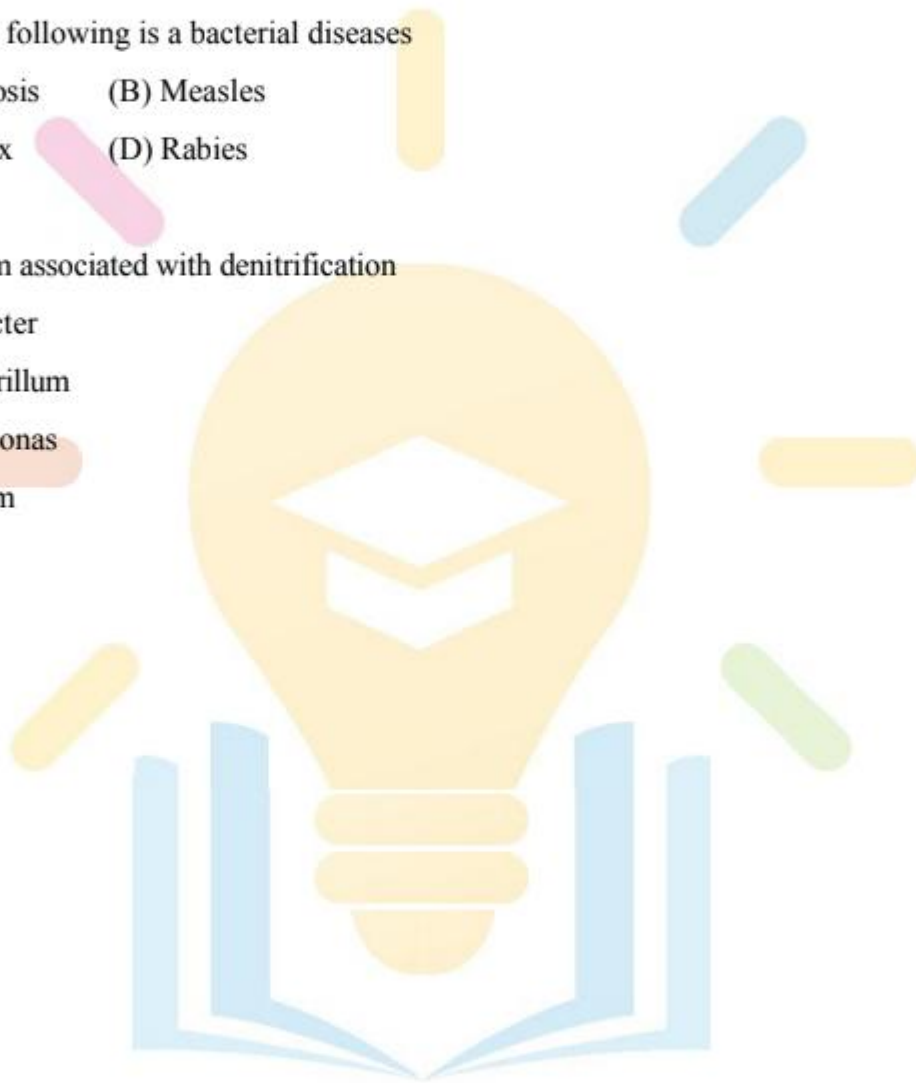 following is a bacterial diseases
osis (B) Measles
x (D) Rabies
n associated with denitrification
cter
rillum
onas
m